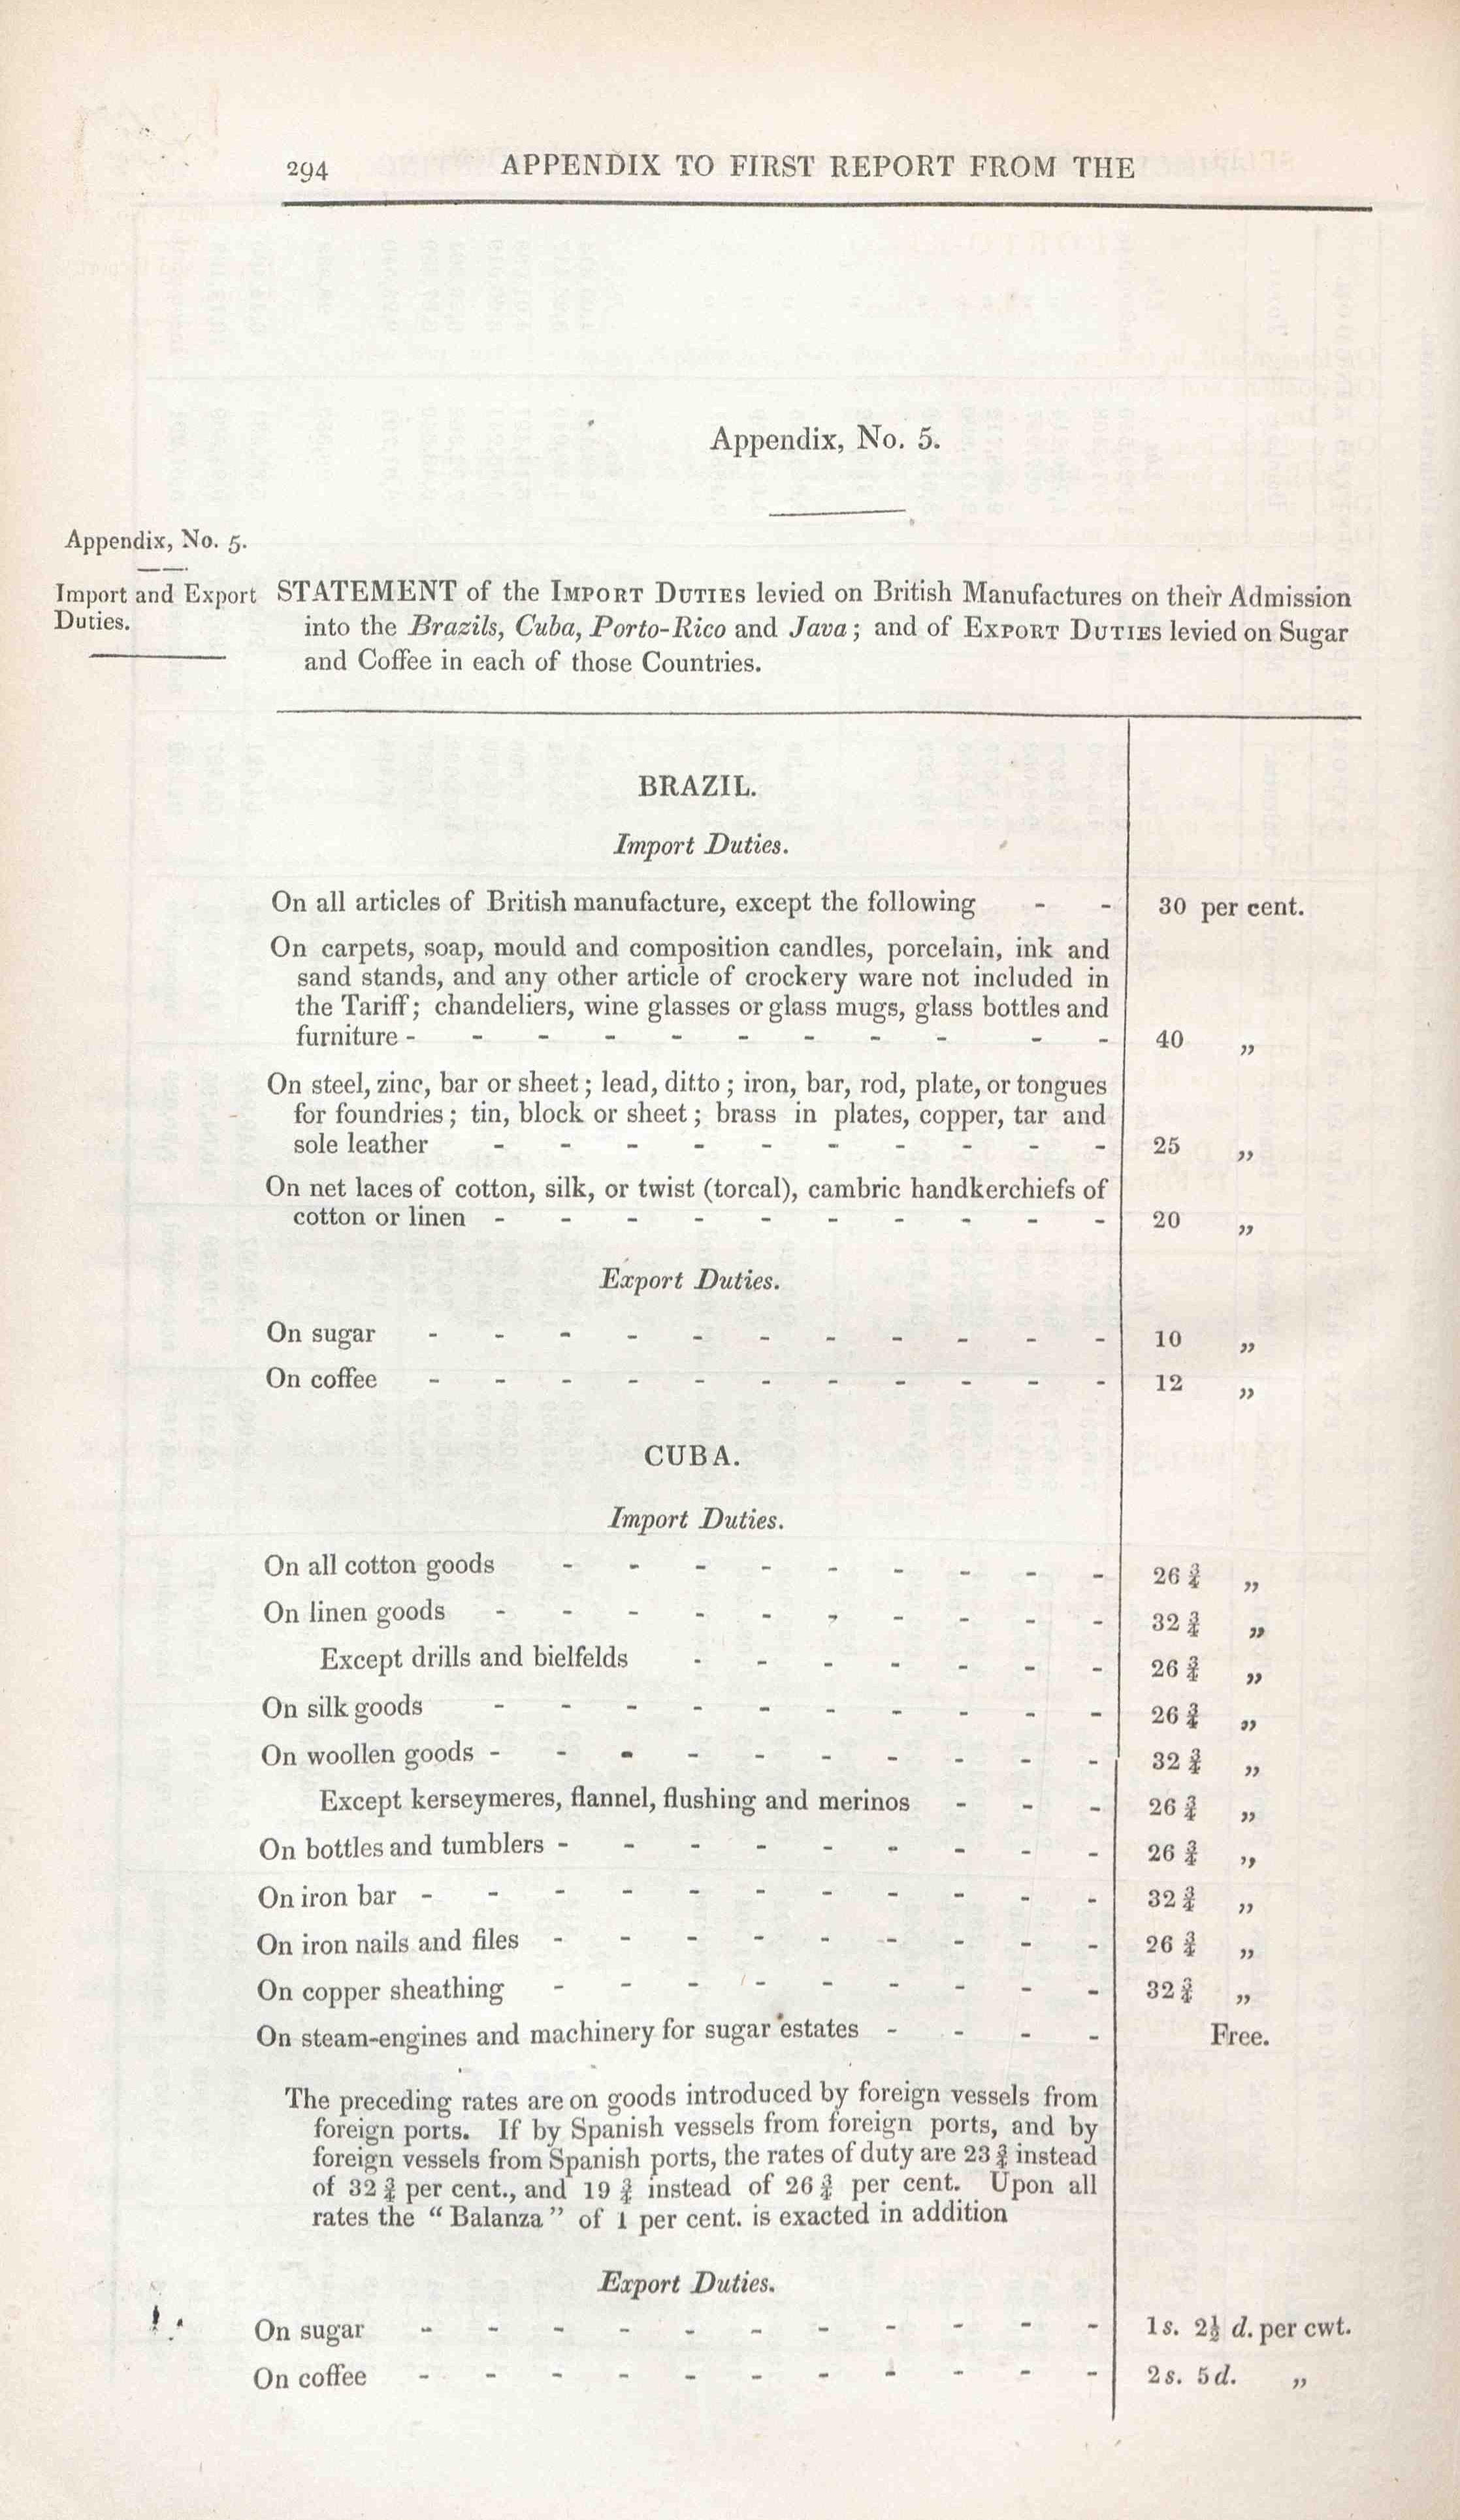 294 APPENDIX TO FIRST REPORT FROM THE
Appendix, No. 5.
Appendix, No. 5.
Import and Export
Duties.
STATEMENT of the IMPORT DUTIES levied on British Manufactures on their Admission
into the Brazils, Cuba, Porto-Rico and Java; and of EXPORT DUTIES levied on Sugar
and Coffee in each of those Countries.
BRAZIL.
Import Duties.
On all articles of British manufacture, except the following - - 30 per cent.
On carpets, soap, mould and composition candles, porcelain, ink and
sand stands, and any other article of crockery ware not included in
the Tariff; chandeliers, wine glasses or glass mugs, glass bottles and
furniture - - - - - - - - - - - 40 „
On steel, zinc, bar or sheet; lead, ditto; iron, bar, rod, plate, or tongues
for foundries; tin, block or sheet; brass in plates, copper, tar and
sole leather - - - - - - - - - - 25 „
On net laces of cotton, silk, or twist (torcal), cambric handkerchiefs of
cotton or linen - - - - - - - - - - 20 „
Export Duties.
On sugar - - - - - - - - - - - 10 „
On coffee - - - - - - - - - - - 12 „
CUBA.
Import Duties.
On all cotton goods - - - - - - - - - 26 ¾ „
On linen goods - - - - - - - - - - 32 ¾ „
Except drills and bielfelds - - - - - - - 26 ¾ „
On silk goods - - - - - - - - - - 26 ¾ „
On woollen goods - - - - - - - - - - 32 ¾ „
Except kerseymeres, flannel, flushing and merinos - - - 26 ¾ „
On bottles and tumblers - - - - - - - - - 26 ¾ „
On iron bar - - - - - - - - - - - 32 ¾ „
On iron nails and files - - - - - - - - - 26 ¾ „
On copper sheathing - - - - - - - - - 32 ¾ „
On steam-engines and machinery for sugar estates - - - - Free.
The preceding rates are on goods introduced by foreign vessels from
foreign ports. If by Spanish vessels from foreign ports, and by
foreign vessels from Spanish ports, the rates of duty are 23 ¾ instead
of 32 ¾ per cent., and 19 ¾ instead of 26 ¾ per cent. Upon all
rates the “Balanza” of 1 per cent. is exacted in addition
Export Duties.
On sugar - - - - - - - - - - - 1 s. 2½ d. per cwt.
On coffee - - - - - - - - - - - 2 s. 5 d. „